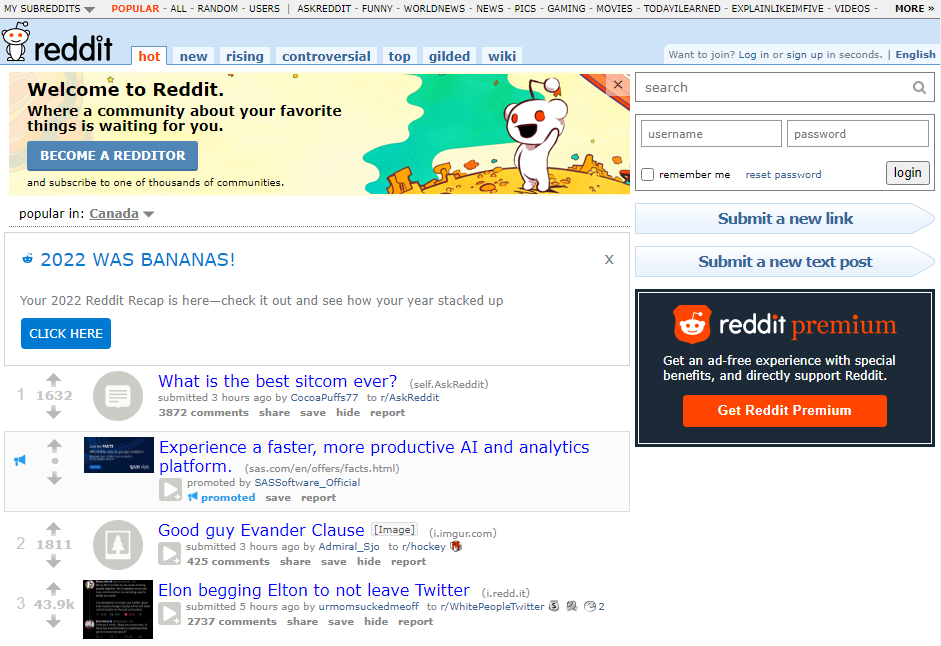 MY SUBREDDITS POPULAR - ALL - RANDOM - USERS | ASKREDDIT - FUNNY - WORLDNEWS - NEWS - PICS - GAMING - MOVIES - TODAYILEARNED - EXPLAINLIKEIMFIVE - VIDEOS - MORE »
reddit hot new rising controversial top gilded wiki
Want to join? Log in or sign up in seconds. | English
Welcome to Reddit.
Where a community about your favorite
things is waiting for you.
BECOME A REDDITOR
and subscribe to one of thousands of communities.
search
username password
remember me reset password login
popular in: Canada
Submit a new link
Submit a new text post
2022 WAS BANANAS! X
Your 2022 Reddit Recap is here—check it out and see how your year stacked up
CLICK HERE
reddit premium
Get an ad-free experience with special
benefits, and directly support Reddit.
Get Reddit Premium
1 1632
What is the best sitcom ever? (self.AskReddit)
submitted 3 hours ago by CocoaPuffs77 to r/AskReddit
3872 comments share save hide report
Experience a faster, more productive AI and analytics
platform. (sas.com/en/offers/facts.html)
promoted by SASSoftware_Official
promoted save report
2 1811
Good guy Evander Clause [Image] (i.imgur.com)
submitted 3 hours ago by Admiral_Sjo to r/hockey
425 comments share save hide report
3 43.9k
Elon begging Elton to not leave Twitter (i.redd.it)
submitted 5 hours ago by urmomsuckedmeoff to r/WhitePeopleTwitter 2
2737 comments share save hide report